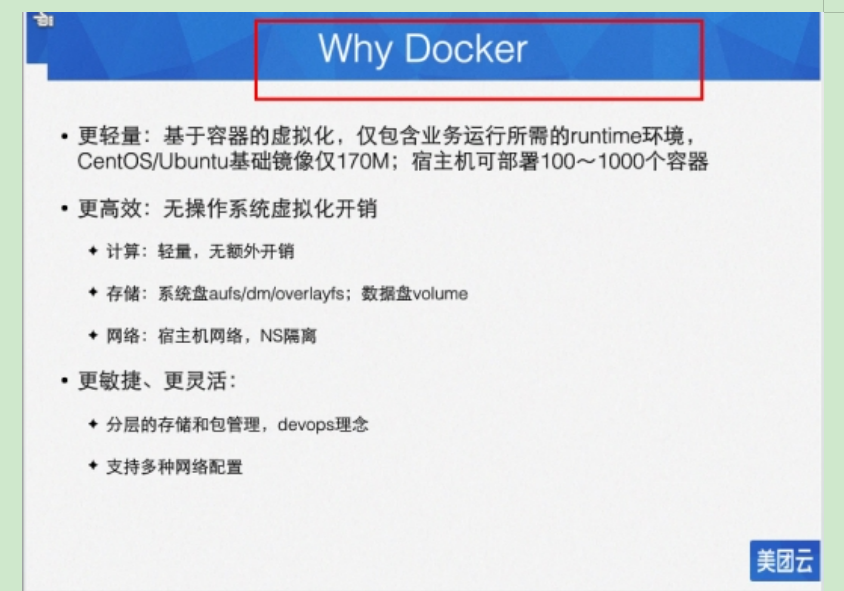 Why Docker
• 更轻量：基于容器的虚拟化，仅包含业务运行所需的runtime环境，
CentOS/Ubuntu基础镜像仅170M；宿主机可部署100～1000个容器
• 更高效：无操作系统虚拟化开销
✦ 计算：轻量，无额外开销
✦ 存储：系统盘aufs/dm/overlayfs；数据盘volume
✦ 网络：宿主机网络，NS隔离
• 更敏捷、更灵活：
✦ 分层的存储和包管理，devops理念
✦ 支持多种网络配置
美团云